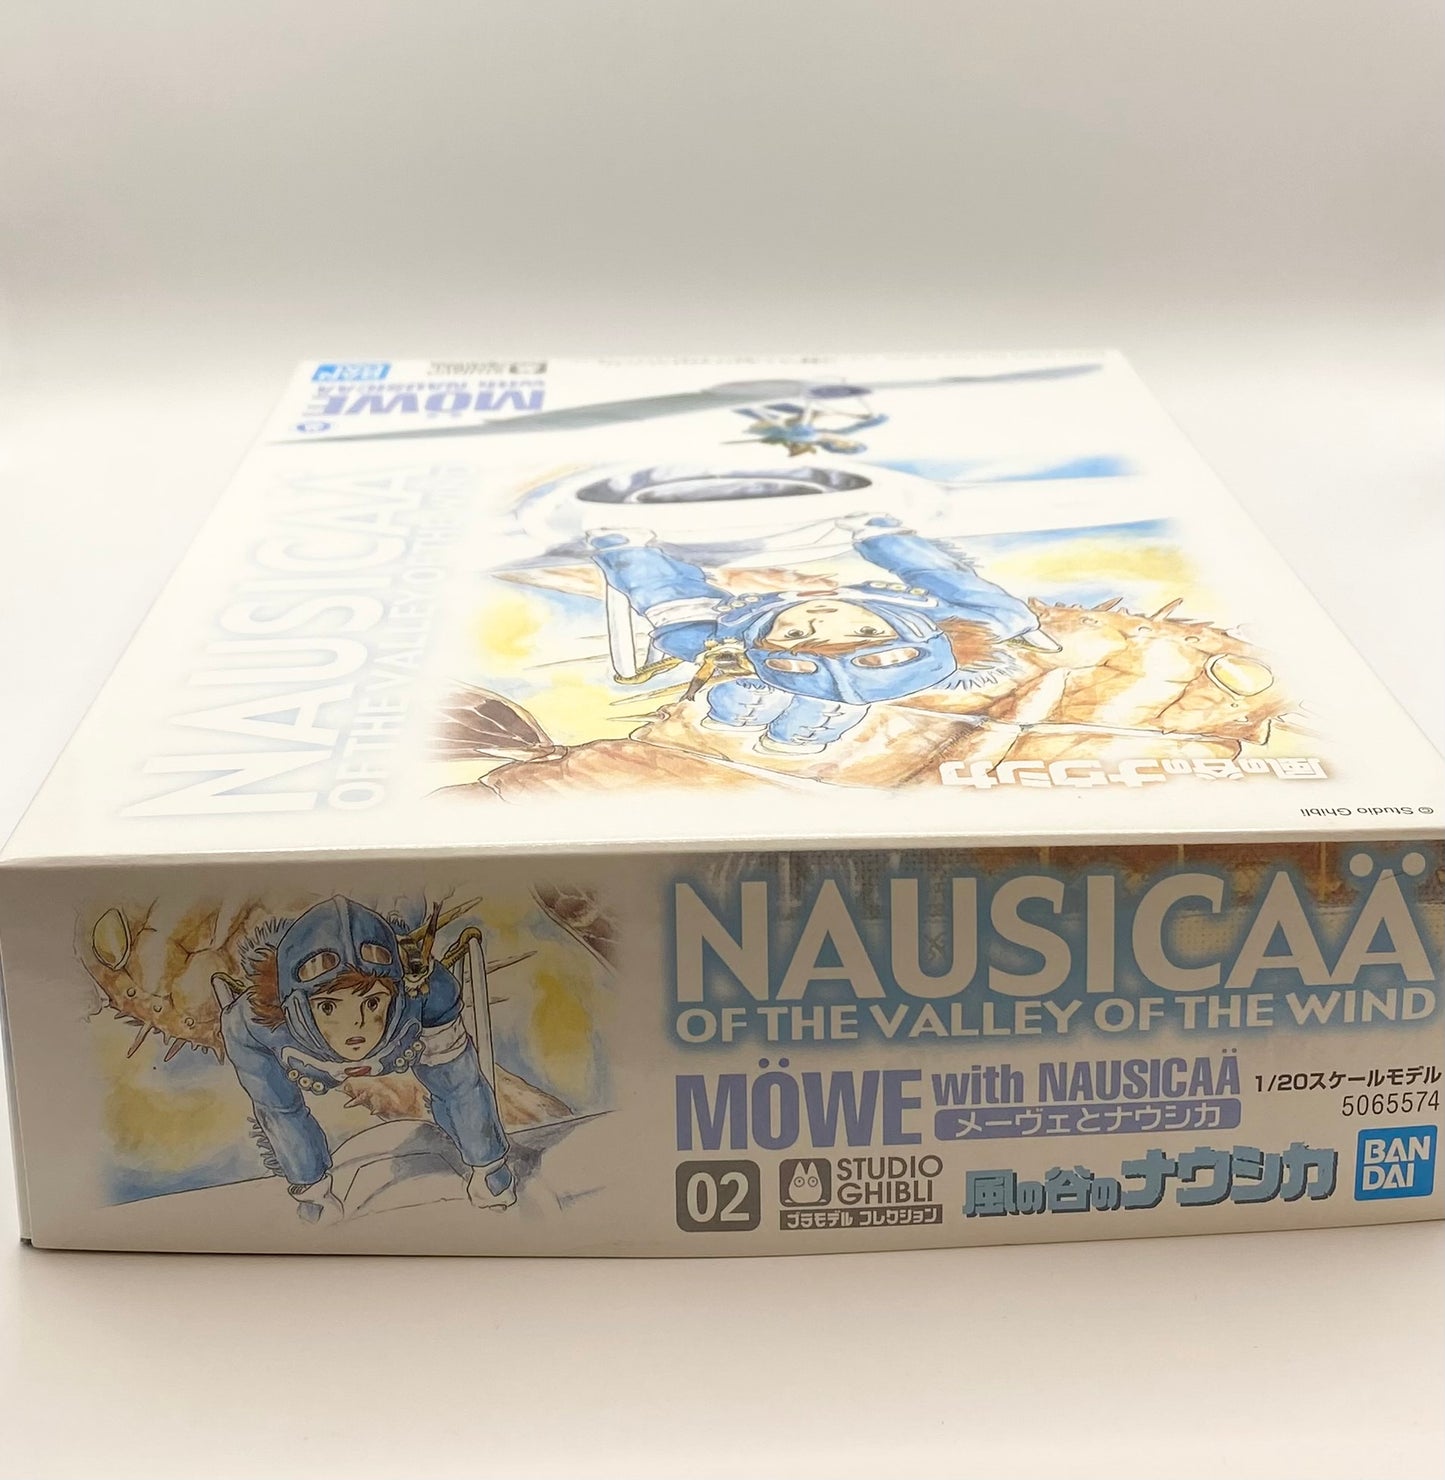 BAN
MÖWE
with NAUSICAÄ
NAUSICAÄ
OF THE VALLEY OF THE WIND
風の谷のナウシカ
© Studio Ghibli
NAUSICAÄ
OF THE VALLEY OF THE WIND
MÖWE with NAUSICAÄ
メーヴェとナウシカ
1/20スケールモデル
5065574
02
STUDIO
GHIBLI
プラモデル コレクション
風の谷のナウシカ
BAN
DAI